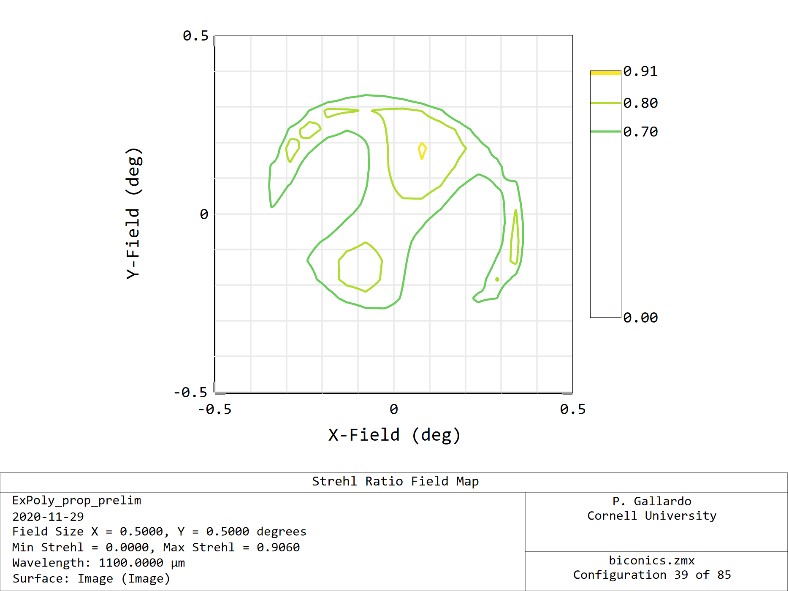 0.5
0
-0.5
Y-Field (deg)
-0.5
0
0.5
X-Field (deg)
0.91
0.80
0.70
0.00
Strehl Ratio Field Map
ExPoly_prop_prelim
2020-11-29
Field Size X = 0.5000, Y = 0.5000 degrees
Min Strehl = 0.0000, Max Strehl = 0.9060
Wavelength: 1100.0000 µm
Surface: Image (Image)
P. Gallardo
Cornell University
biconics.zmx
Configuration 39 of 85